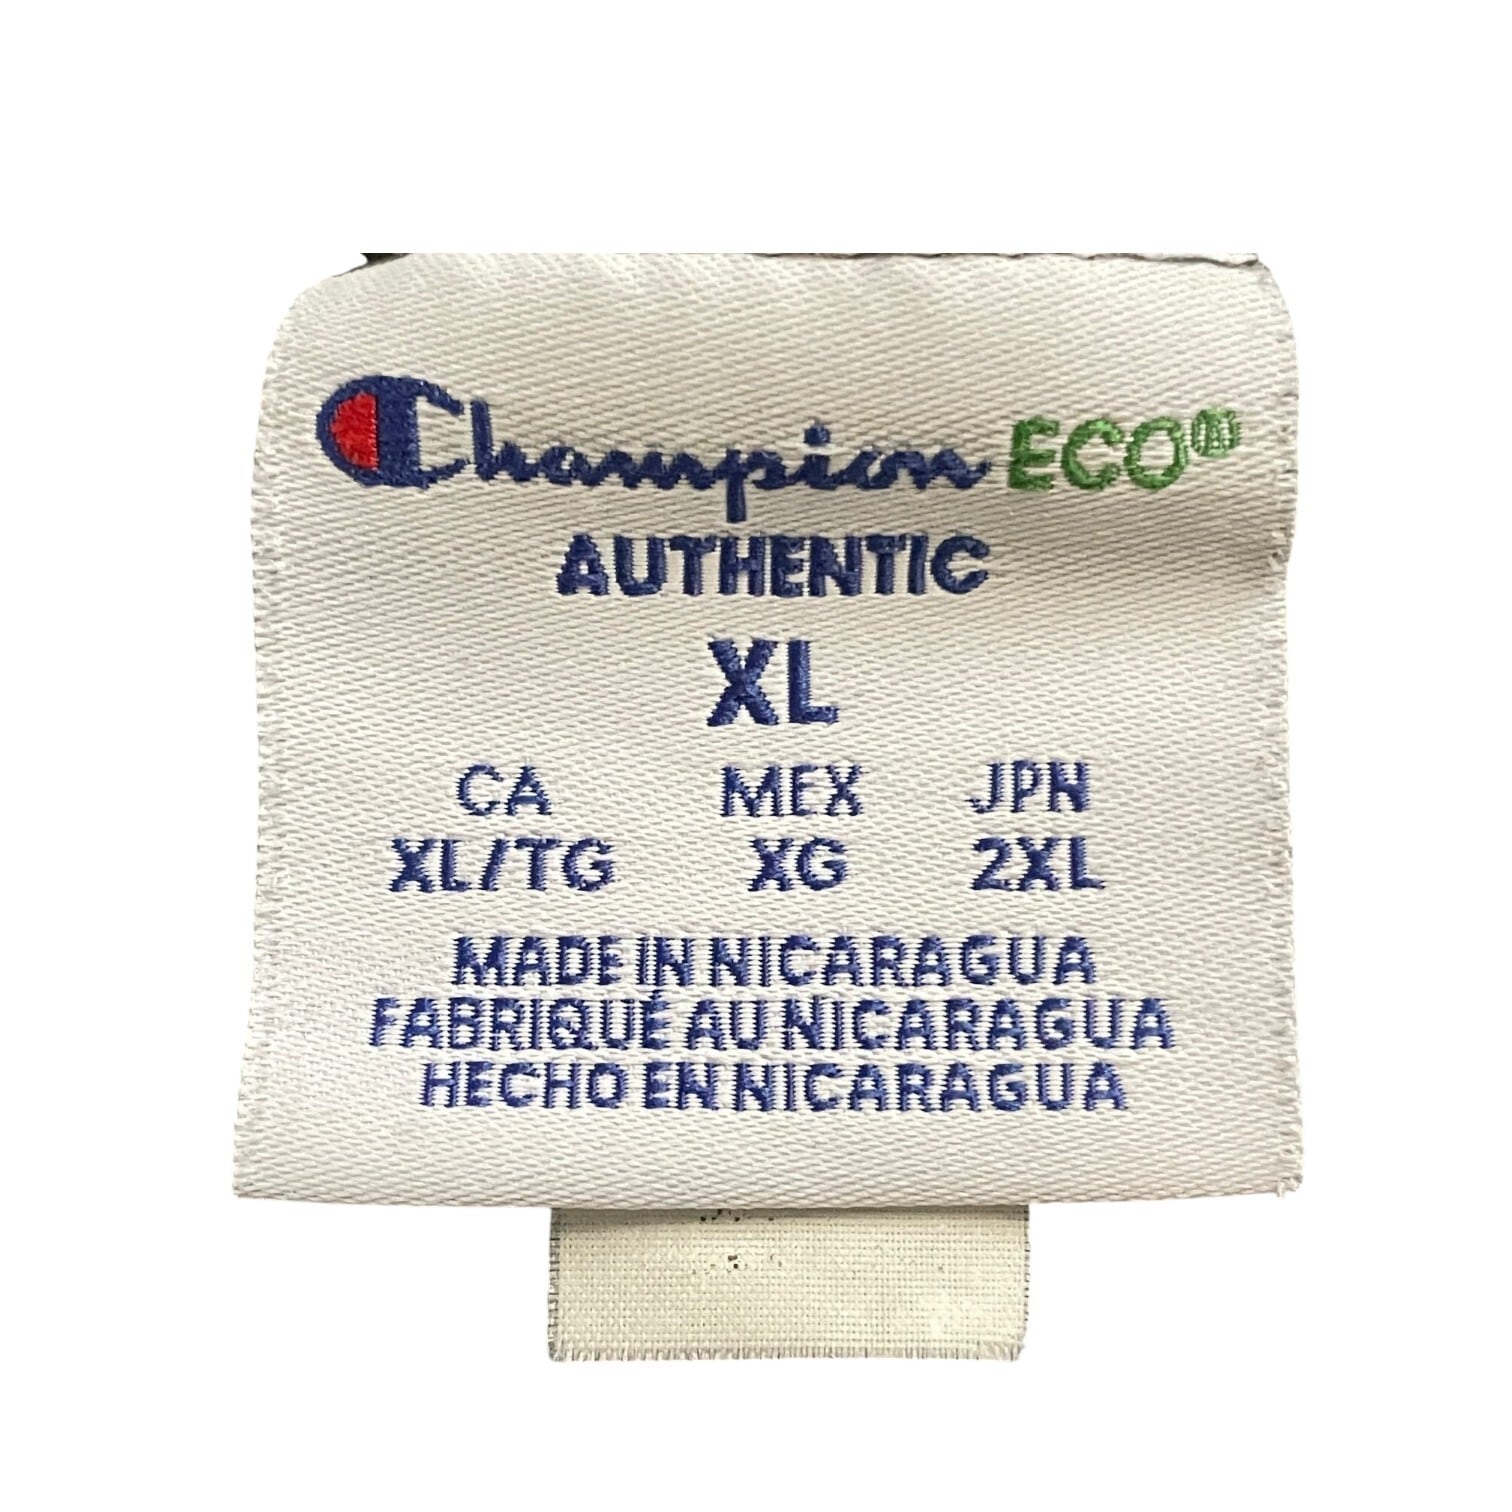 Champion ECO®
AUTHENTIC
XL
CA MEX JPN
XL/TG XG 2XL
MADE IN NICARAGUA
FABRIQUÉ AU NICARAGUA
HECHO EN NICARAGUA